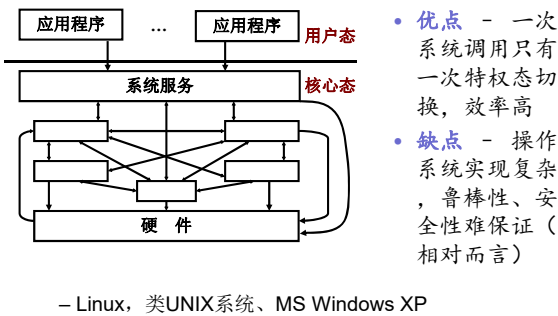 应用程序 … 应用程序
用户态
系统服务
核心态
硬 件
• 优点 – 一次
系统调用只有
一次特权态切
换，效率高
• 缺点 – 操作
系统实现复杂
，鲁棒性、安
全性难保证（
相对而言）
– Linux，类UNIX系统、MS Windows XP